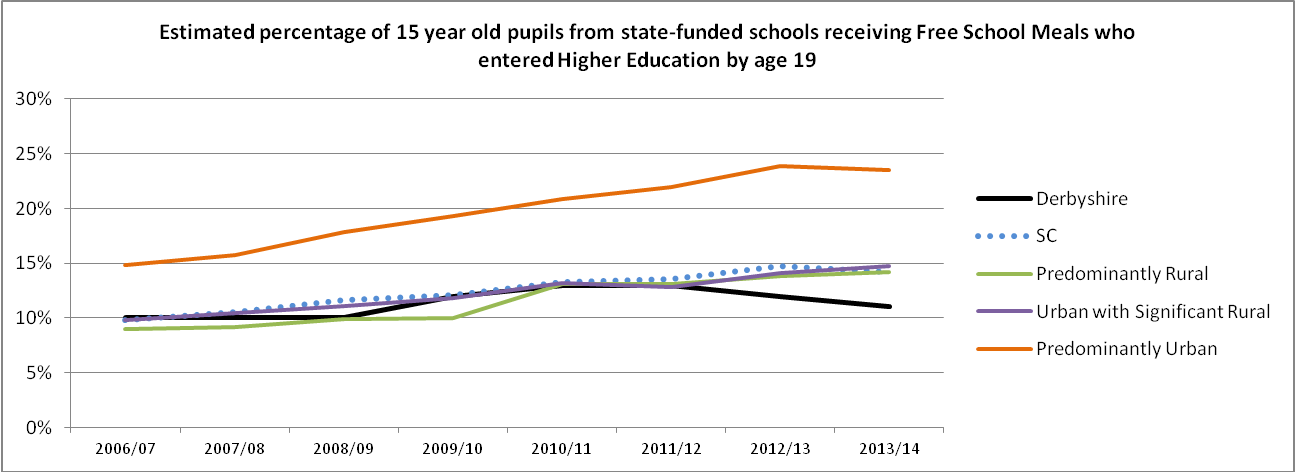 Estimated percentage of 15 year old pupils from state-funded schools receiving Free School Meals who
entered Higher Education by age 19
30%
25%
20%
15%
10%
5%
0%
2006/07 2007/08 2008/09 2009/10 2010/11 2011/12 2012/13 2013/14
Derbyshire
SC
Predominantly Rural
Urban with Significant Rural
Predominantly Urban